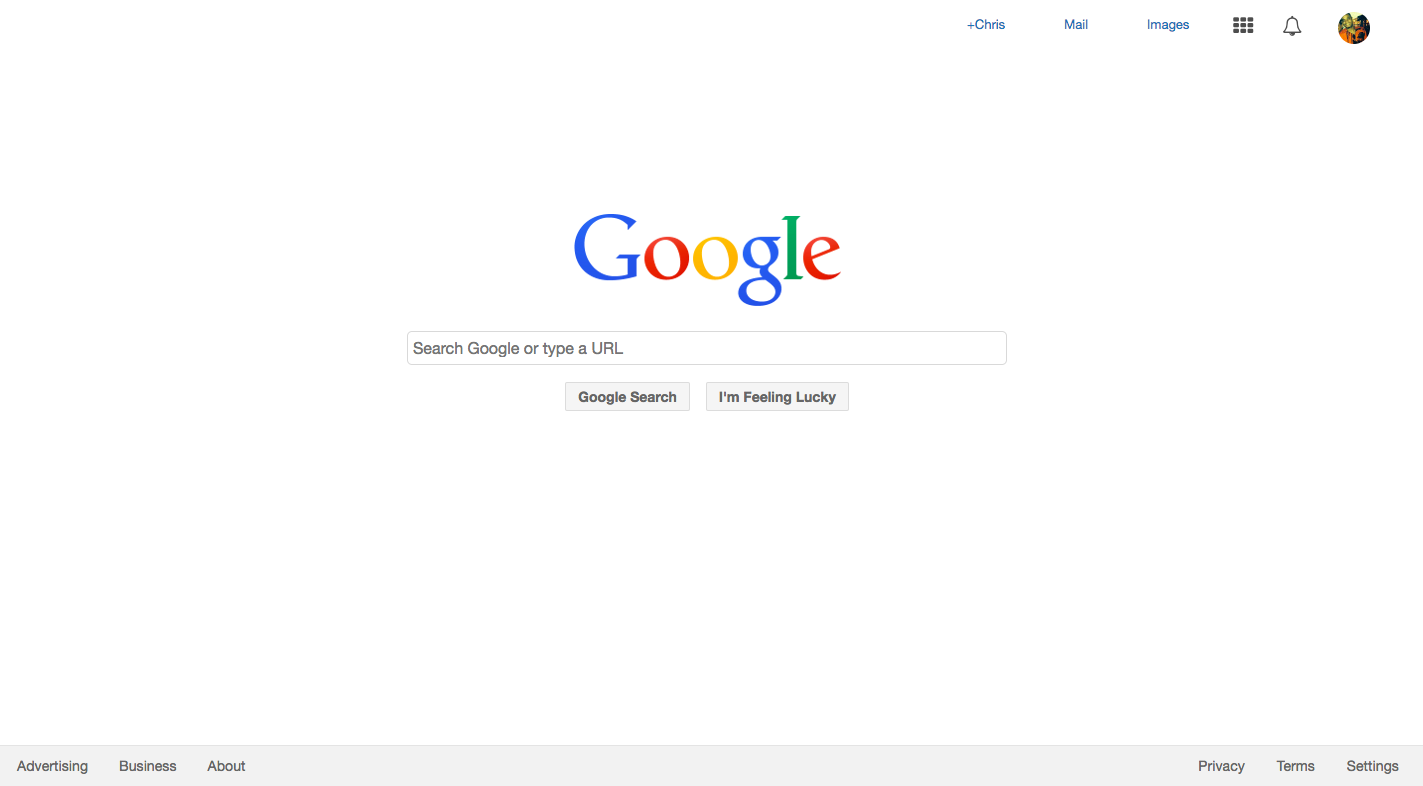 +Chris Mail Images
Google
Search Google or type a URL
Google Search I'm Feeling Lucky
Advertising Business About Privacy Terms Settings